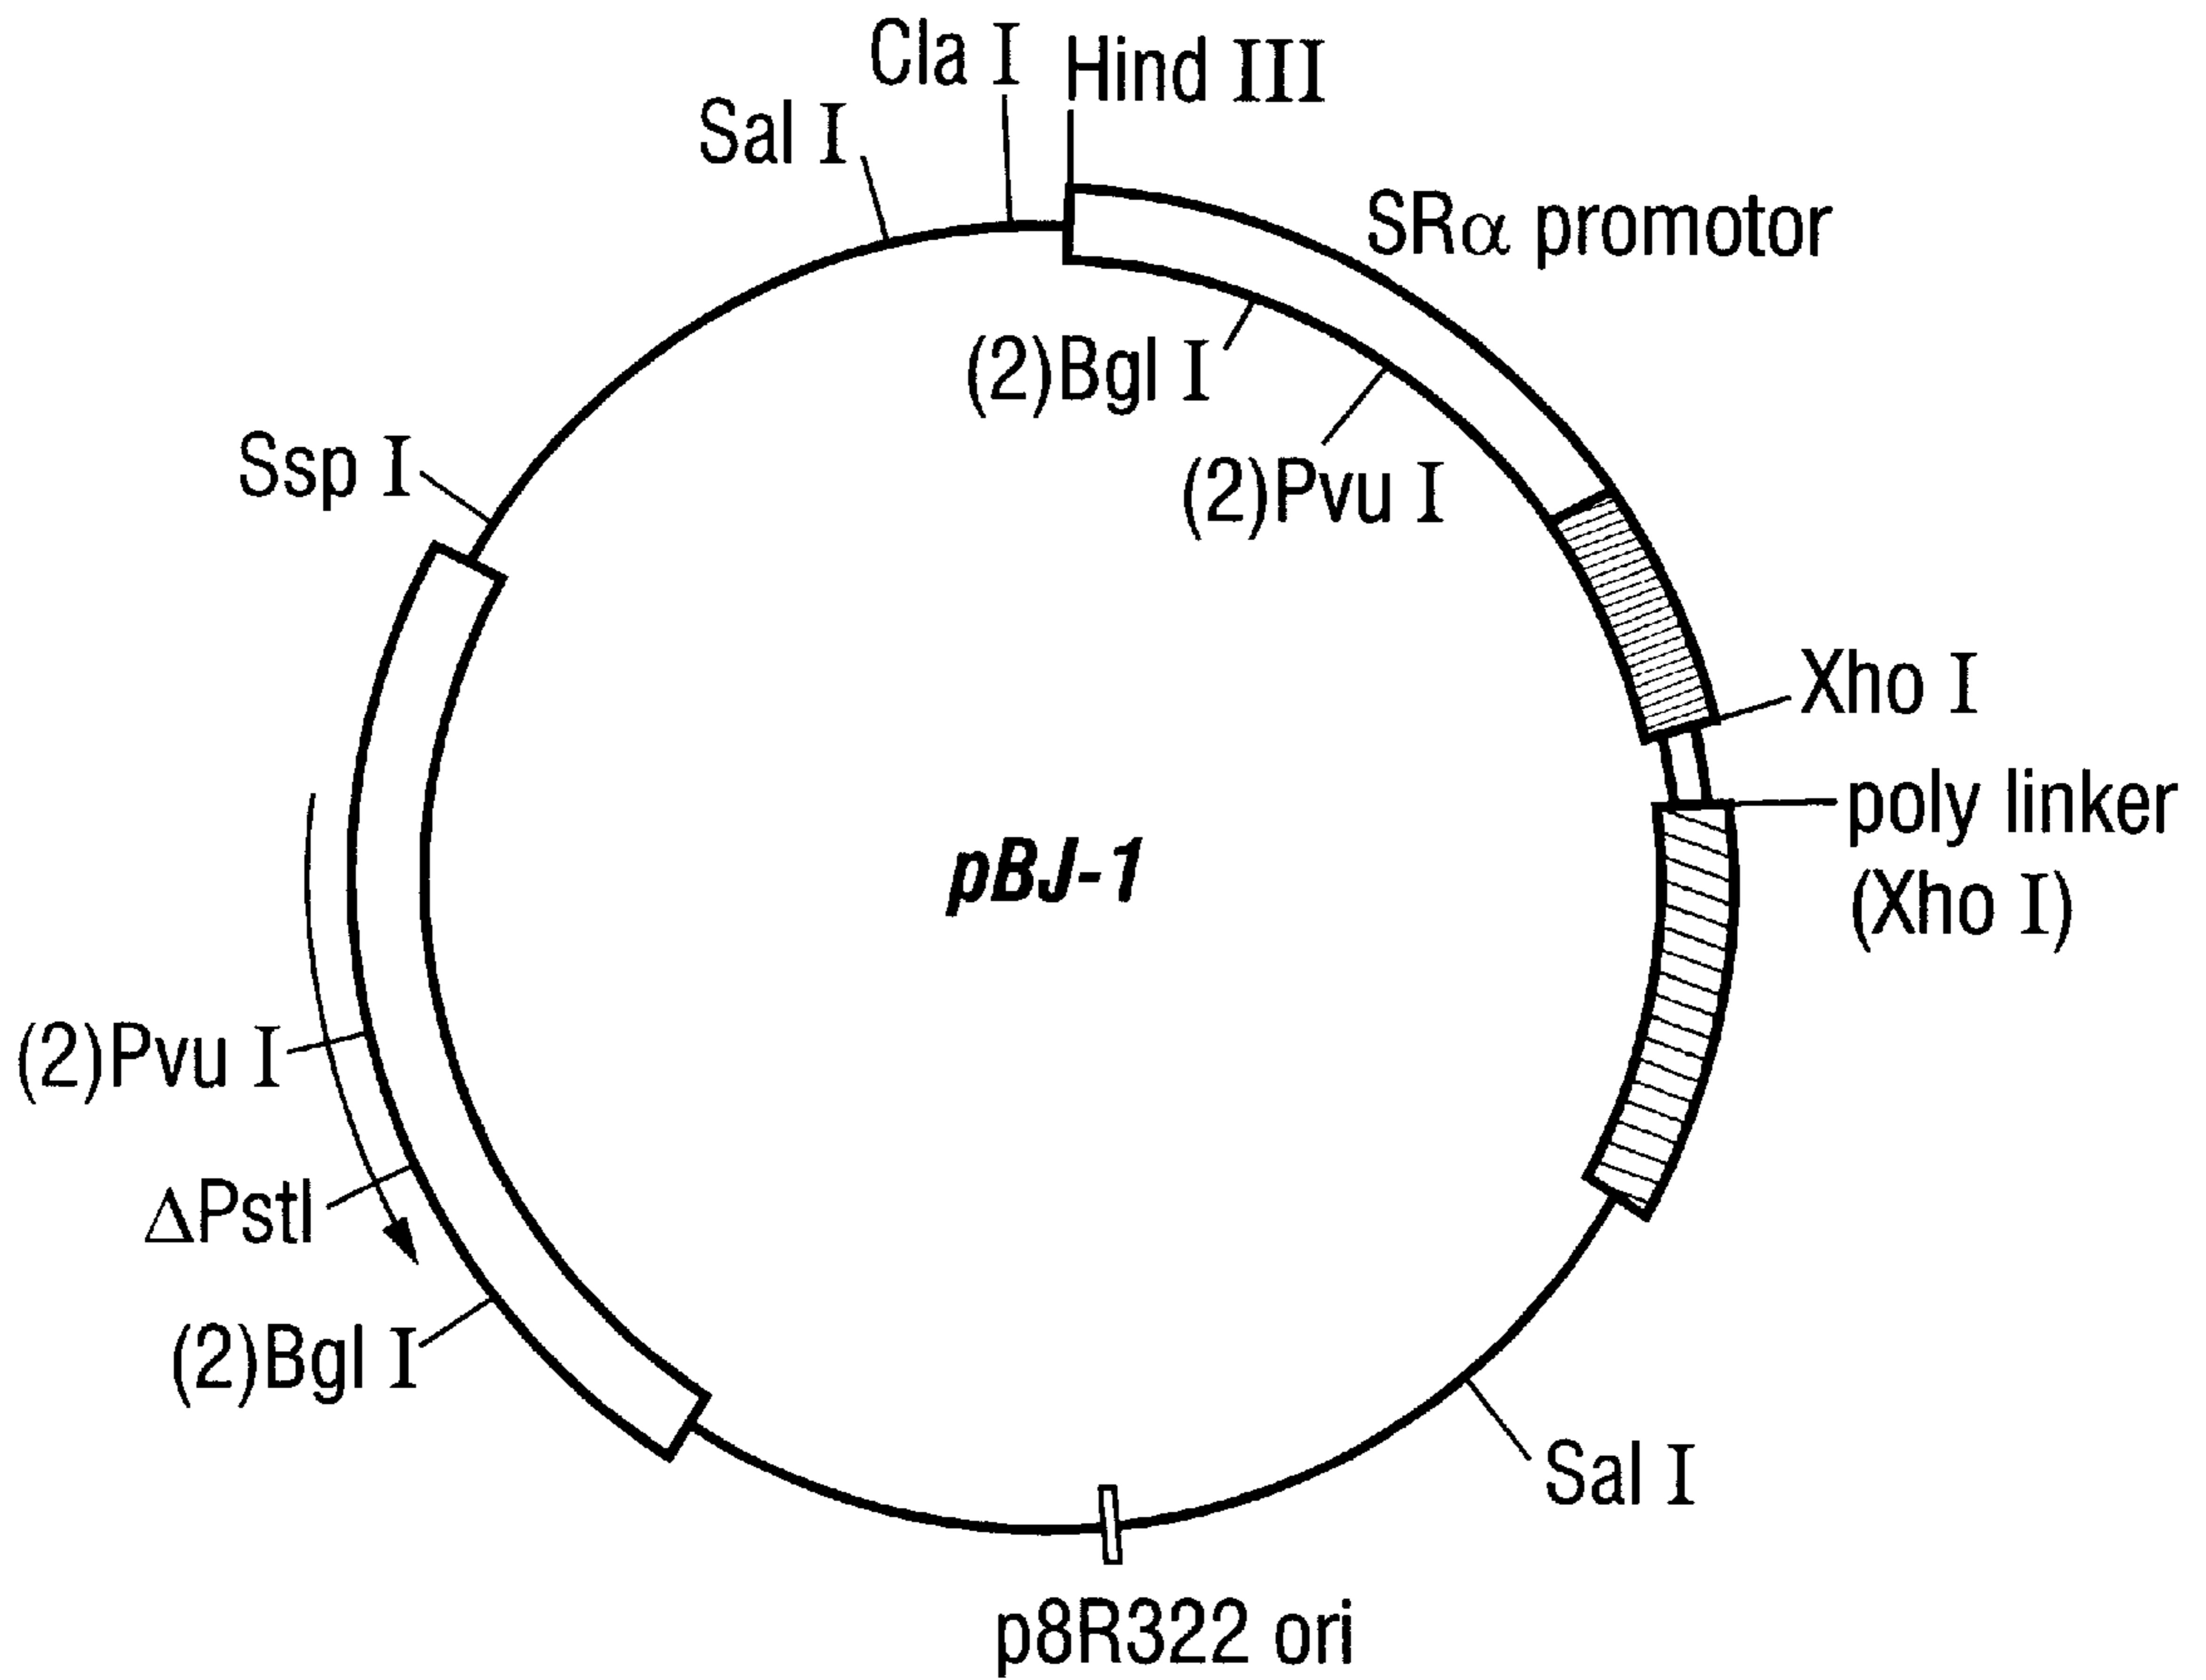 Cla I
Hind III
Sal I
SRα promotor
(2)Bgl I
Ssp I
(2)Pvu I
Xho I
poly linker
(Xho I)
pBJ-1
(2)Pvu I
ΔPstI
(2)Bgl I
Sal I
p8R322 ori